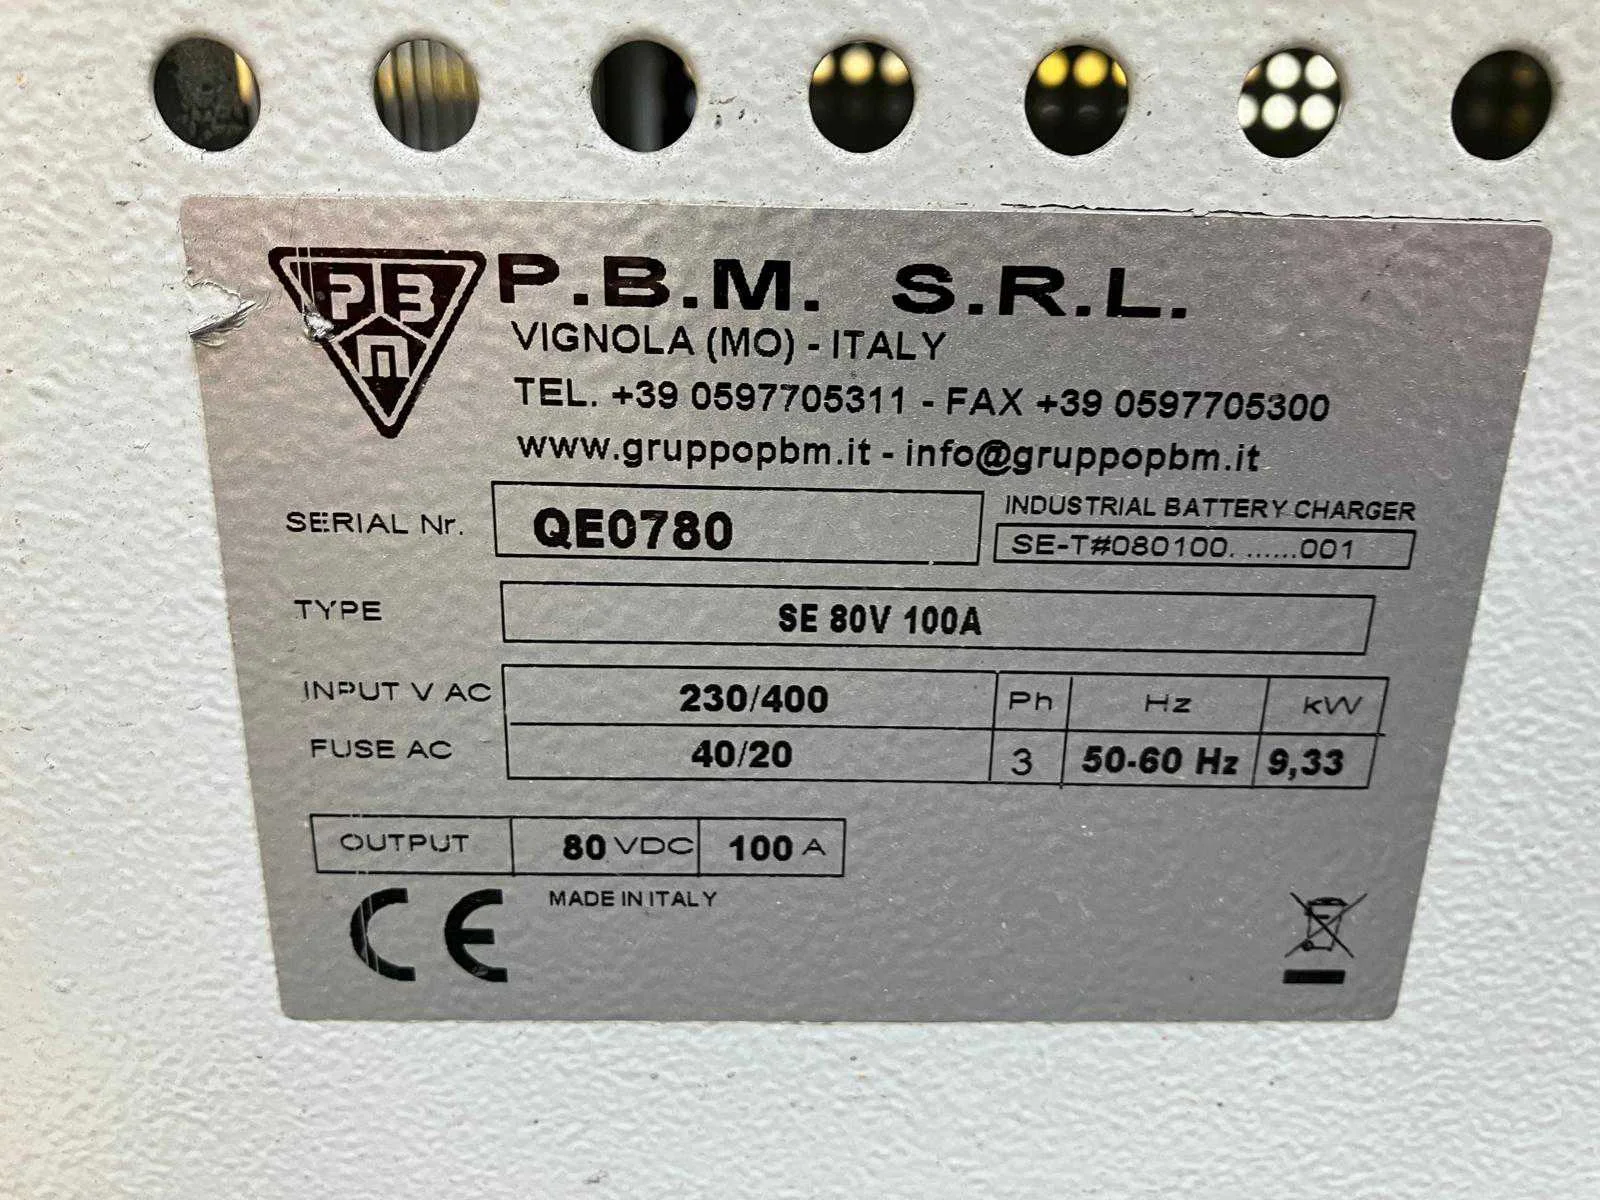 PBM
P.B.M. S.R.L.
VIGNOLA (MO) - ITALY
TEL. +39 0597705311 - FAX +39 0597705300
www.gruppopbm.it - info@gruppopbm.it
SERIAL Nr. QE0780
INDUSTRIAL BATTERY CHARGER
SE-T#080100. ......001
TYPE SE 80V 100A
INPUT V AC 230/400 Ph Hz kW
FUSE AC 40/20 3 50-60 Hz 9,33
OUTPUT 80 VDC 100 A
CE MADE IN ITALY